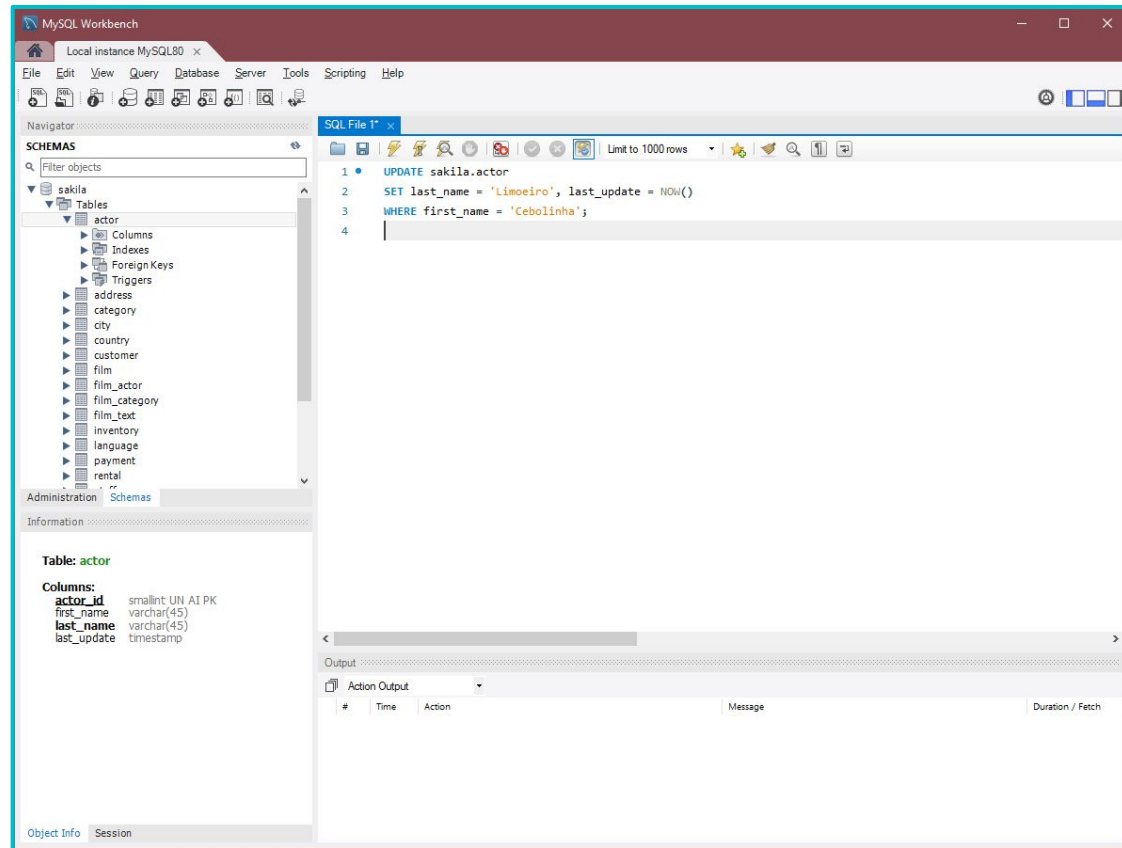 MySQL Workbench
Local instance MySQL80
File Edit View Query Database Server Tools Scripting Help
Navigator
SCHEMAS
Filter objects
sakila
Tables
actor
Columns
Indexes
Foreign Keys
Triggers
address
category
city
country
customer
film
film_actor
film_category
film_text
inventory
language
payment
rental
Administration Schemas
Information
Table: actor
Columns:
actor_id smallint UN AI PK
first_name varchar(45)
last_name varchar(45)
last_update timestamp
Object Info Session
SQL File 1*
Limit to 1000 rows
1 UPDATE sakila.actor
2 SET last_name = 'Limoeiro', last_update = NOW()
3 WHERE first_name = 'Cebolinha';
4
Output
Action Output
# Time Action Message Duration / Fetch